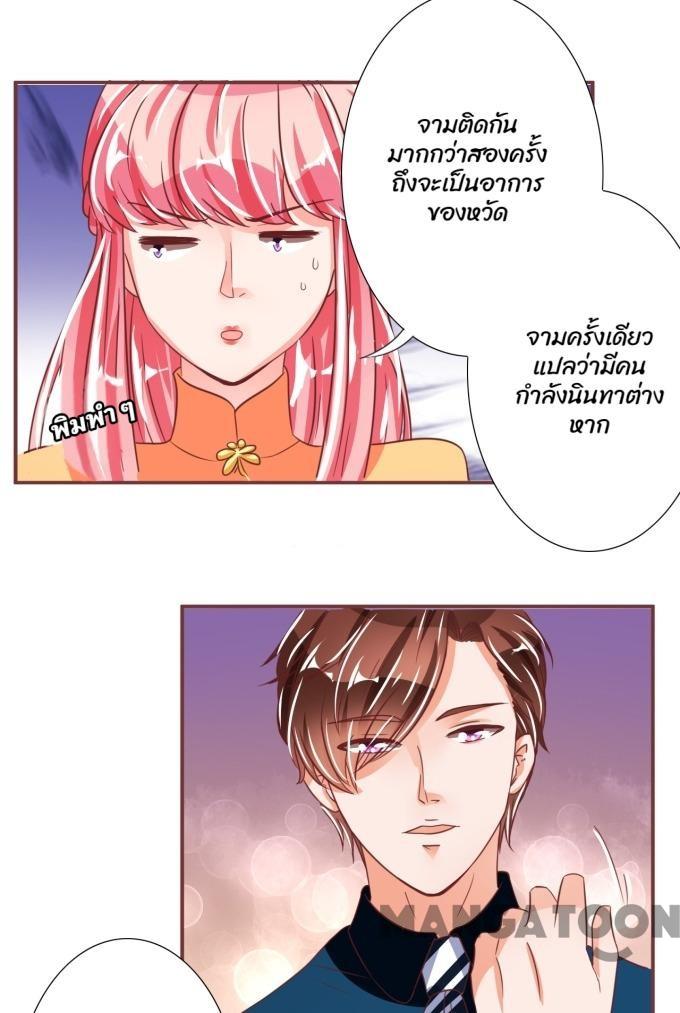 จามติดกัน
มากกว่าสองครั้ง
ถึงจะเป็นอาการ
ของหวัด
จามครั้งเดียว
แปลว่ามีคน
กำลังนินทาต่าง
หาก
พึมพำ ๆ
MANGATOON